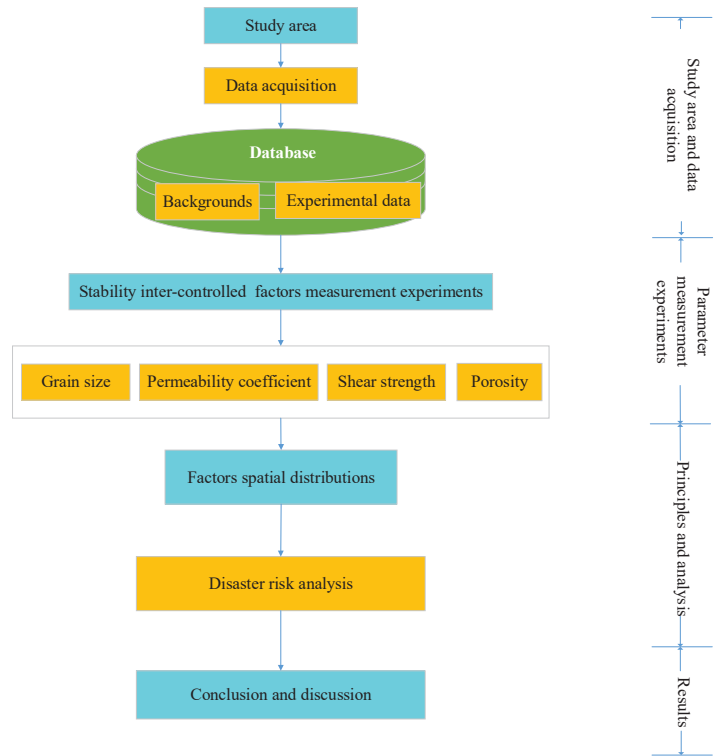 Study area
Data acquisition
Database
Backgrounds
Experimental data
Stability inter-controlled factors measurement experiments
Grain size
Permeability coefficient
Shear strength
Porosity
Factors spatial distributions
Disaster risk analysis
Conclusion and discussion
Study area and data
acquisition
Parameter
measurement
experiments
Principles and analysis
Results